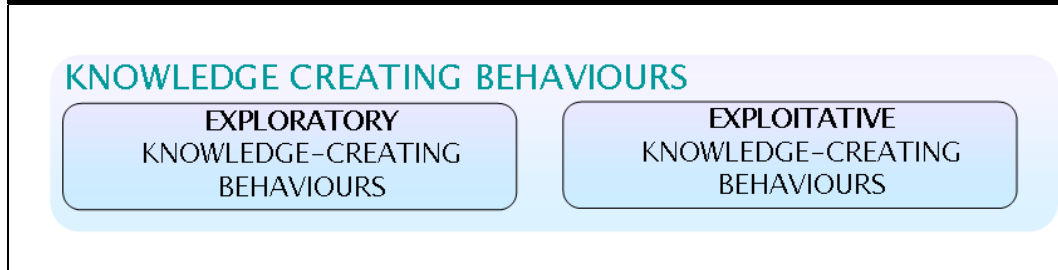 KNOWLEDGE CREATING BEHAVIOURS
EXPLORATORY
KNOWLEDGE-CREATING
BEHAVIOURS
EXPLOITATIVE
KNOWLEDGE-CREATING
BEHAVIOURS